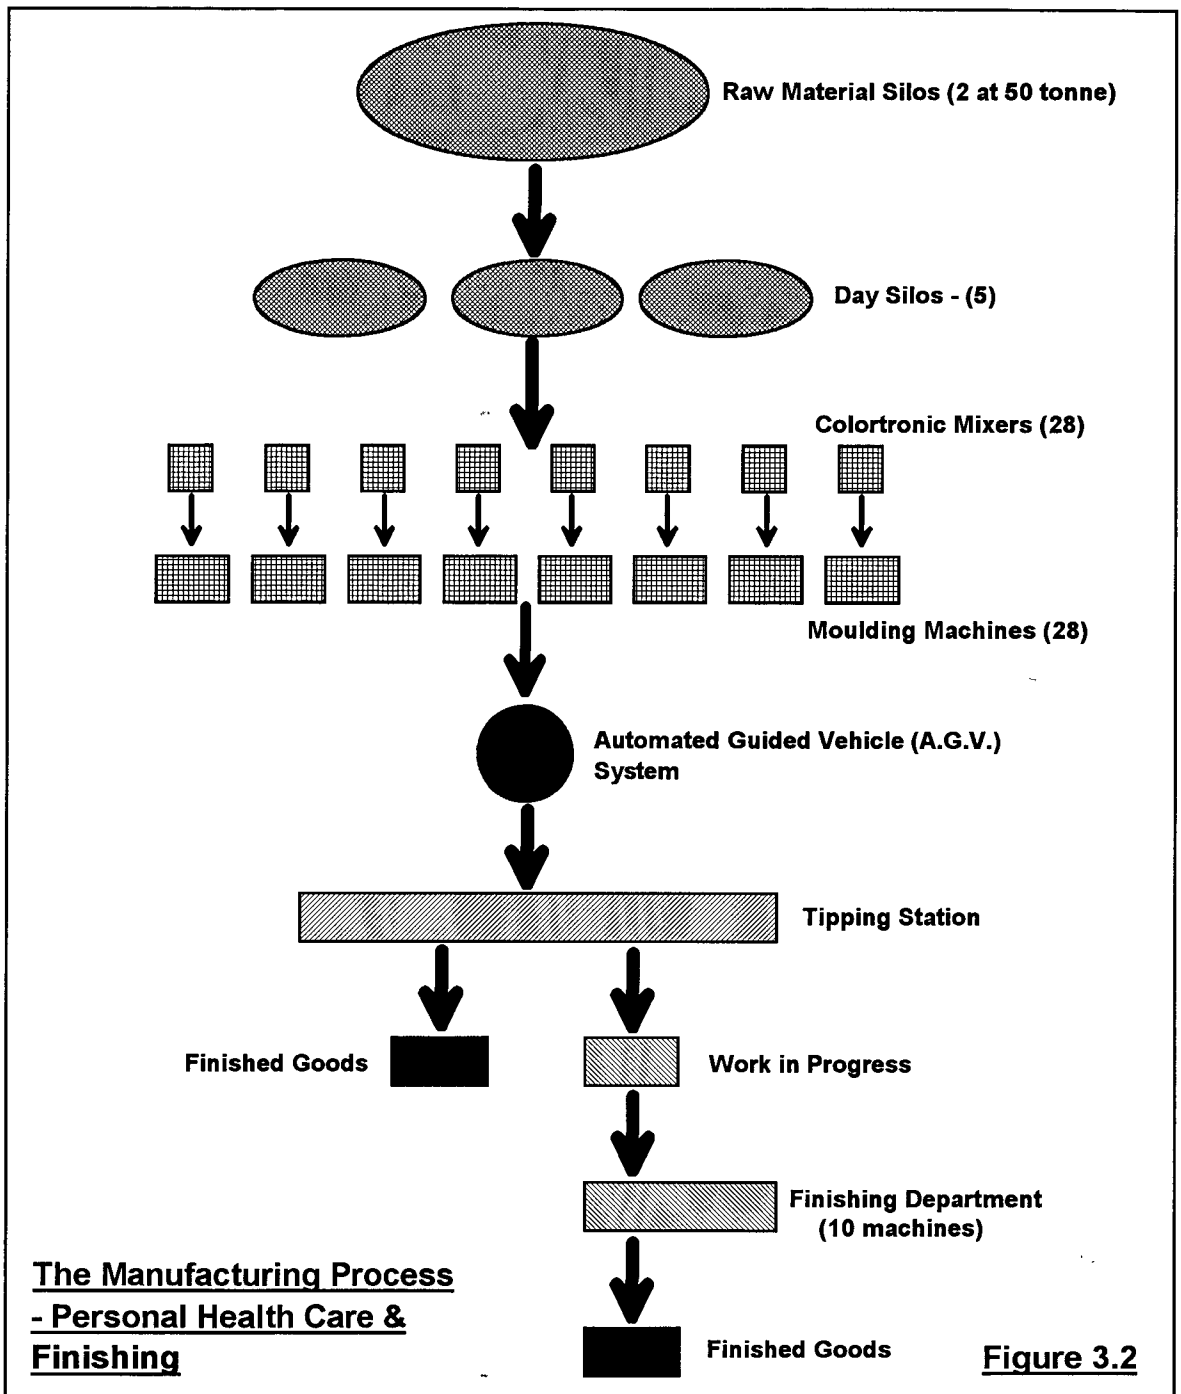 Raw Material Silos (2 at 50 tonne)
Day Silos - (5)
Colortronic Mixers (28)
Moulding Machines (28)
Automated Guided Vehicle (A.G.V.)
System
Tipping Station
Finished Goods
Work in Progress
Finishing Department
(10 machines)
Finished Goods
The Manufacturing Process
- Personal Health Care &
Finishing
Figure 3.2